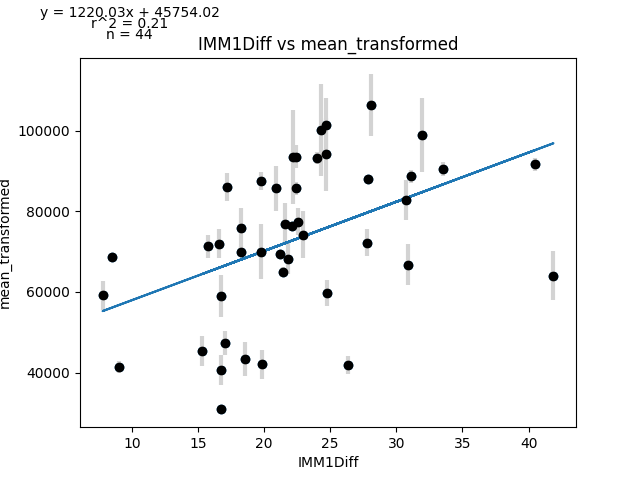 y = 1220.03x + 45754.02
r^2 = 0.21
n = 44
IMM1Diff vs mean_transformed
mean_transformed
100000
80000
60000
40000
10 15 20 25 30 35 40
IMM1Diff